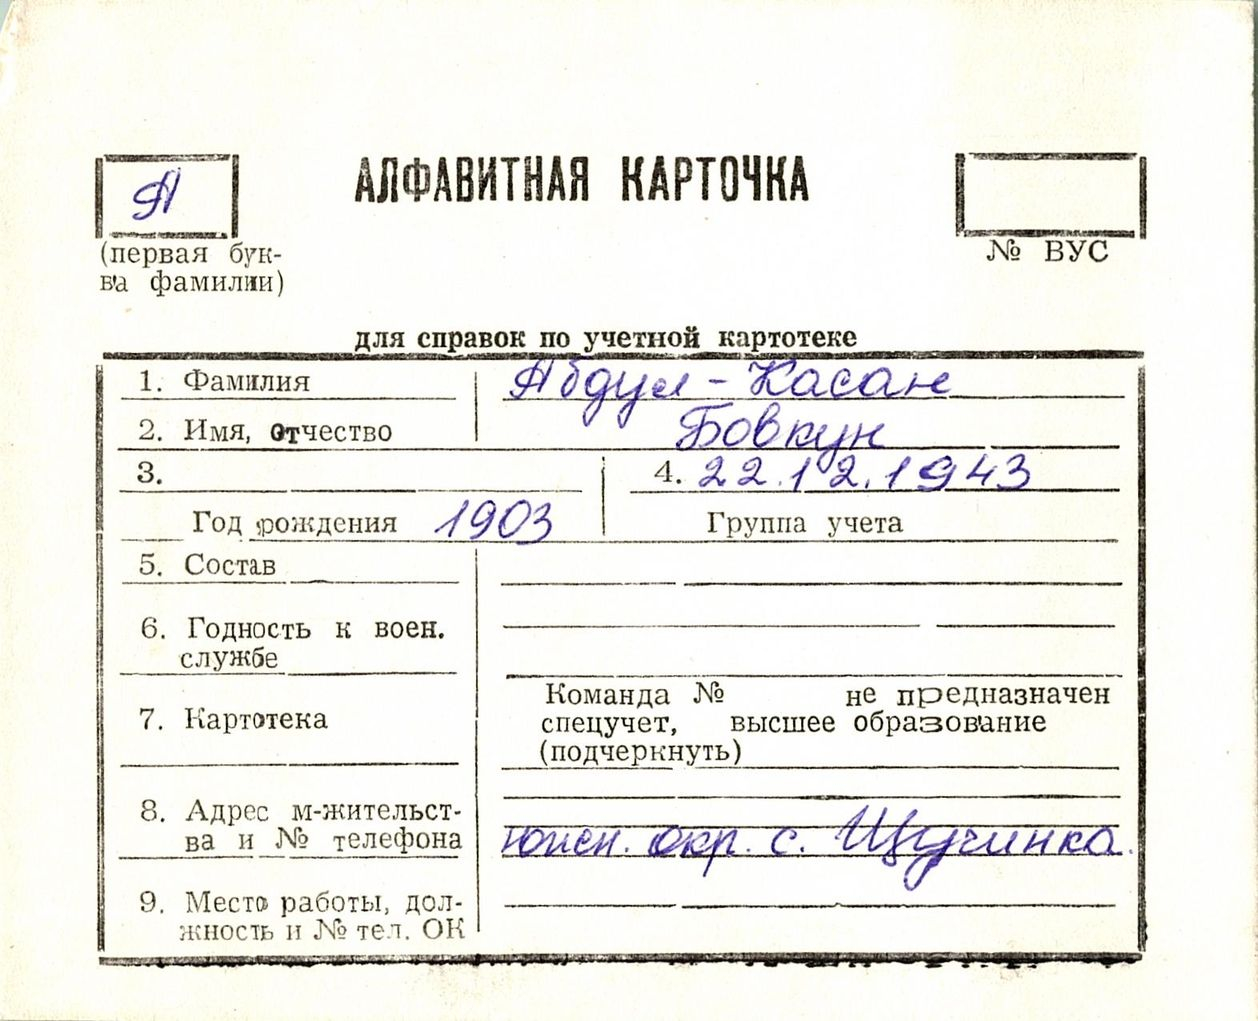 А
АЛФАВИТНАЯ КАРТОЧКА
(первая бук-
ва фамилии)
№ ВУС
для справок по учетной картотеке
1. Фамилия Абдул-Касан
2. Имя, отчество Бовкун
3.
4. 22.12.1943
Год рождения 1903
Группа учета
5. Состав
6. Годность к воен.
службе
7. Картотека
Команда № не предназначен
спецучет, высшее образование
(подчеркнуть)
8. Адрес м-жительст-
ва и № телефона южн. окр. с. Щучинка.
9. Место работы, дол-
жность и № тел. ОК